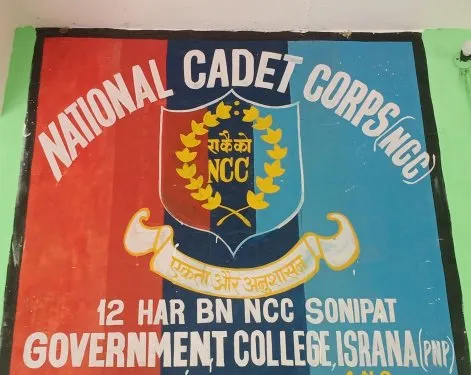 NATIONAL CADET CORPS (NCC)
रा कै को
NCC
एकता और अनुशासन
12 HAR BN NCC SONIPAT
GOVERNMENT COLLEGE, ISRANA (PNP)